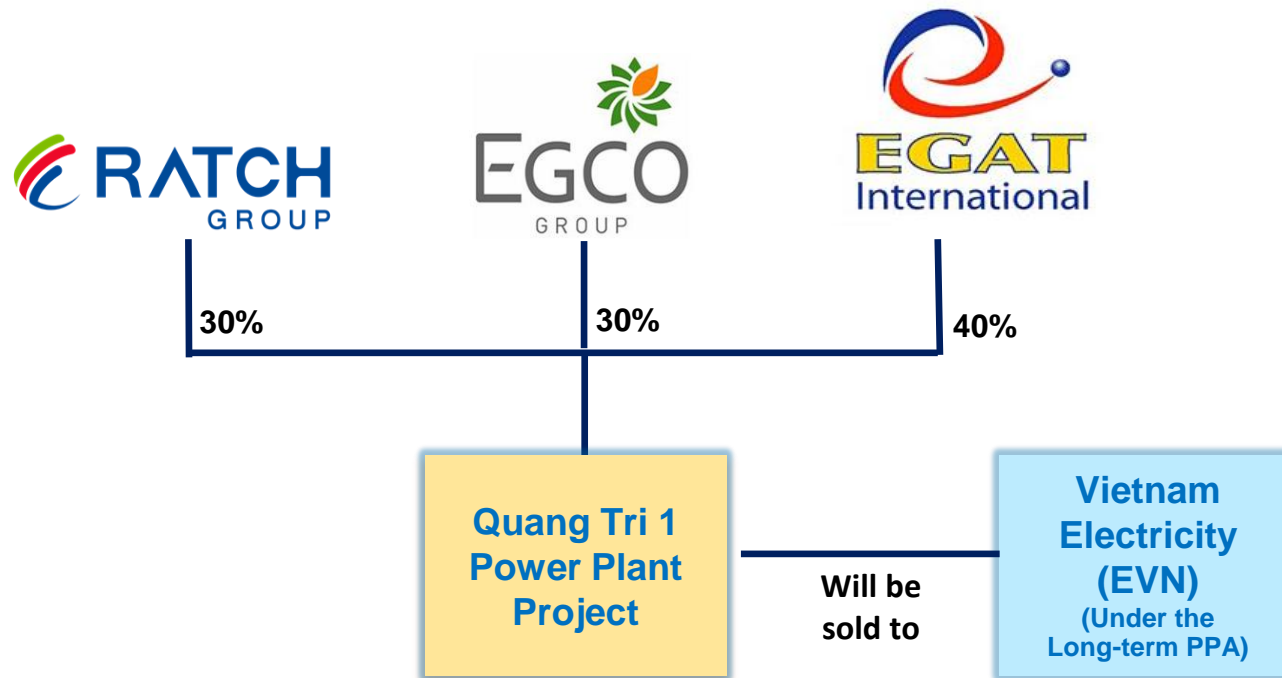 RATCH
GROUP
EGCO
GROUP
EGAT
International
30%
30%
40%
Quang Tri 1
Power Plant
Project
Will be
sold to
Vietnam
Electricity
(EVN)
(Under the
Long-term PPA)